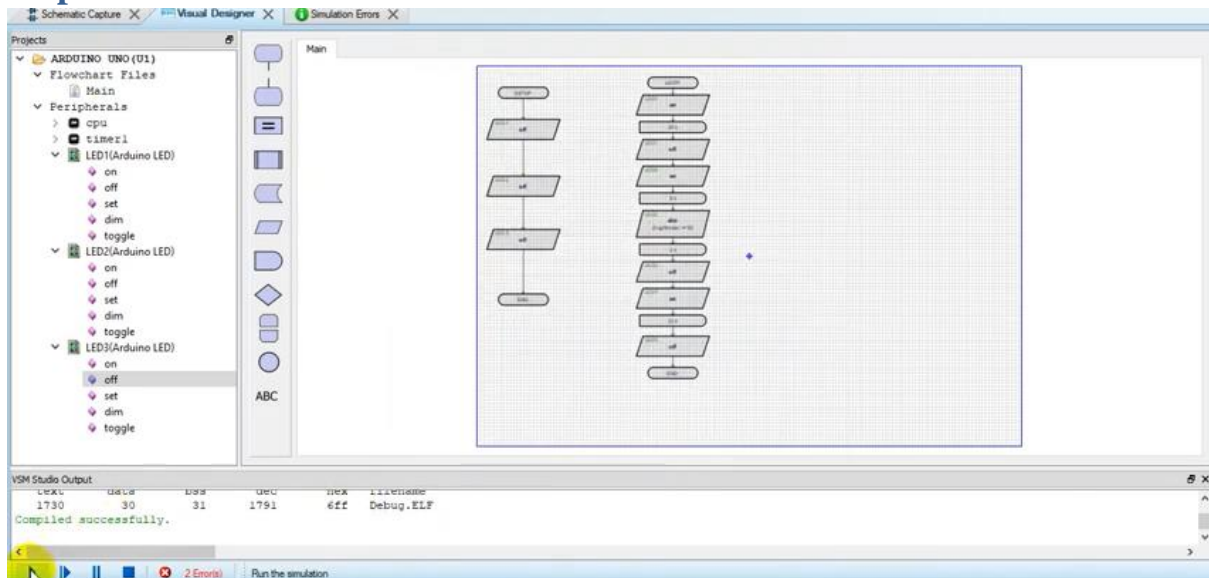 Schematic Capture X Visual Designer X Simulation Errors X
Projects
ARDUINO UNO(U1)
Flowchart Files
Main
Peripherals
cpu
timer1
LED1(Arduino LED)
on
off
set
dim
toggle
LED2(Arduino LED)
on
off
set
dim
toggle
LED3(Arduino LED)
on
off
set
dim
toggle
ABC
Main
SETUP
off
off
off
END
LOOP
on
off
on
dim
off
on
off
END
VSM Studio Output
text data bss dec hex filename
1730 30 31 1791 6ff Debug.ELF
Compiled successfully.
2 Error(s) Run the simulation